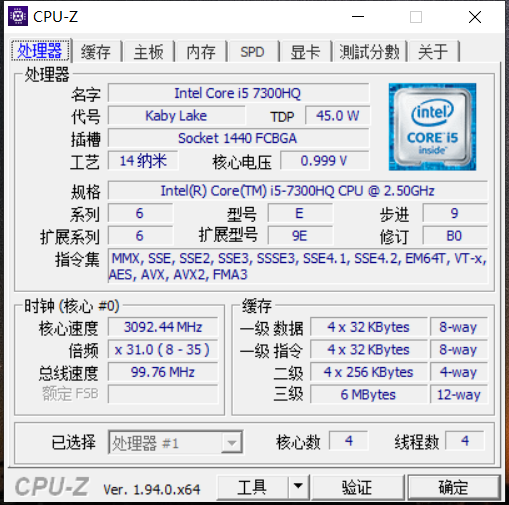 CPU-Z
处理器 缓存 主板 内存 SPD 显卡 測試分數 关于
处理器
名字 Intel Core i5 7300HQ
代号 Kaby Lake TDP 45.0 W
插槽 Socket 1440 FCBGA
工艺 14 纳米 核心电压 0.999 V
intel CORE i5 inside™
规格 Intel(R) Core(TM) i5-7300HQ CPU @ 2.50GHz
系列 6 型号 E 步进 9
扩展系列 6 扩展型号 9E 修订 B0
指令集 MMX, SSE, SSE2, SSE3, SSSE3, SSE4.1, SSE4.2, EM64T, VT-x,
AES, AVX, AVX2, FMA3
时钟 (核心 #0)
核心速度 3092.44 MHz
倍频 x 31.0 ( 8 - 35 )
总线速度 99.76 MHz
额定 FSB
缓存
一级 数据 4 x 32 KBytes 8-way
一级 指令 4 x 32 KBytes 8-way
二级 4 x 256 KBytes 4-way
三级 6 MBytes 12-way
已选择 处理器 #1 核心数 4 线程数 4
CPU-Z Ver. 1.94.0.x64 工具 验证 确定